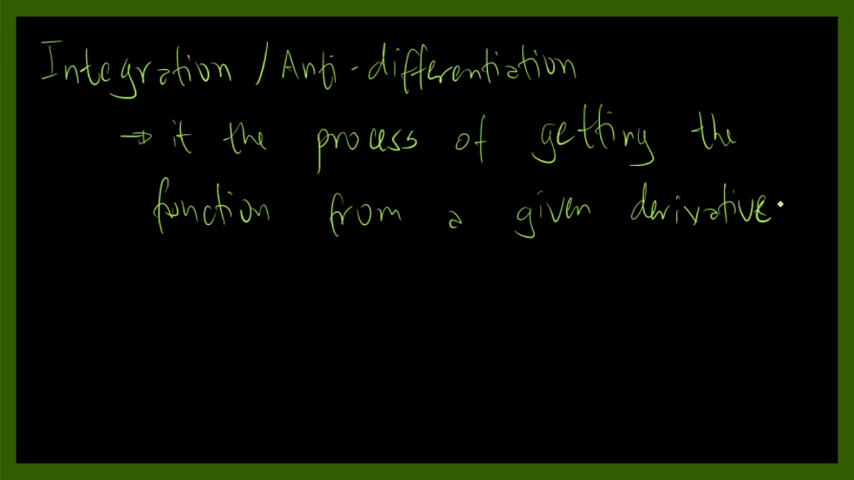 Integration / Anti-differentiation
→ it the process of getting the
function from a given derivative.